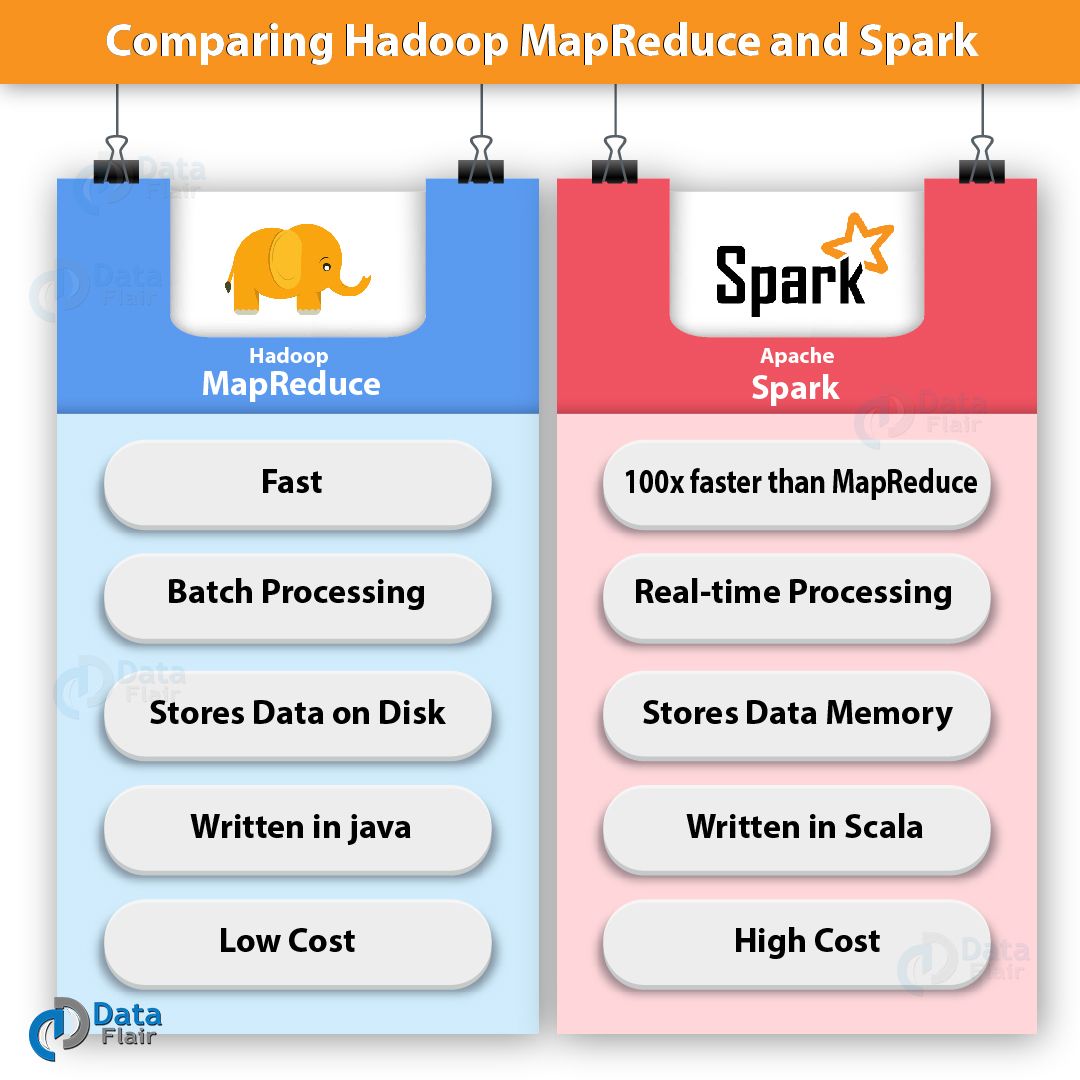 Comparing Hadoop MapReduce and Spark
Data
Flair
Data
Flair
Spark
Hadoop
MapReduce
Apache
Spark
Data
Flair
Fast
100x faster than MapReduce
Batch Processing
Real-time Processing
Data
Flair
Stores Data on Disk
Stores Data Memory
Written in java
Written in Scala
Low Cost
High Cost
Data
Flair
Data
Flair